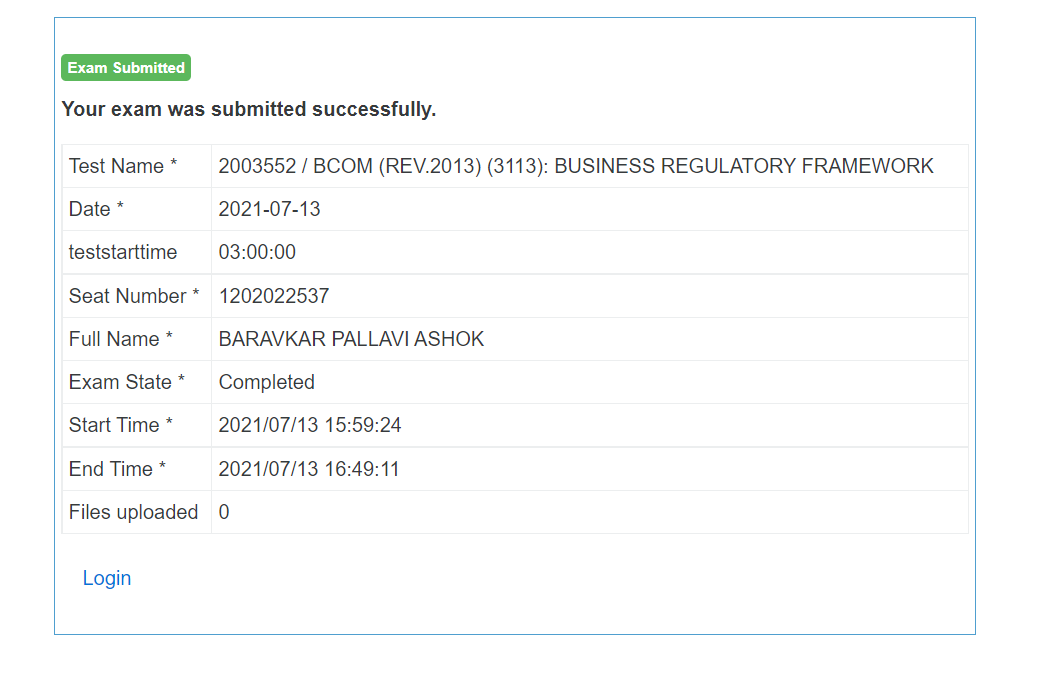 Exam Submitted
Your exam was submitted successfully.
Test Name * 2003552 / BCOM (REV.2013) (3113): BUSINESS REGULATORY FRAMEWORK
Date * 2021-07-13
teststarttime 03:00:00
Seat Number * 1202022537
Full Name * BARAVKAR PALLAVI ASHOK
Exam State * Completed
Start Time * 2021/07/13 15:59:24
End Time * 2021/07/13 16:49:11
Files uploaded 0
Login